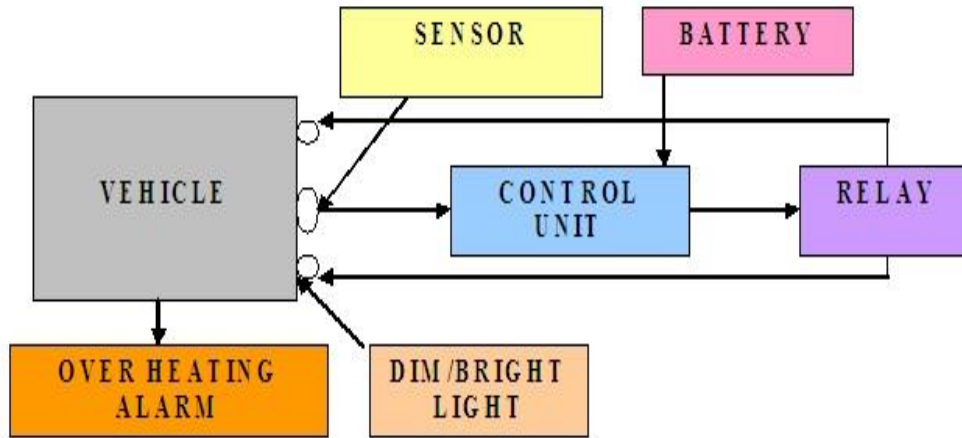 SENSOR
BATTERY
VEHICLE
CONTROL
UNIT
RELAY
OVER HEATING
ALARM
DIM/BRIGHT
LIGHT